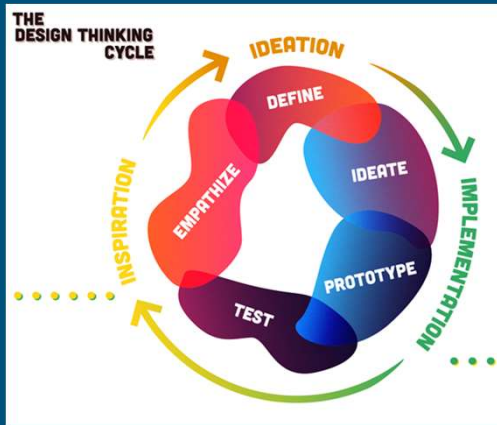 THE
DESIGN THINKING
CYCLE
IDEATION
DEFINE
IDEATE
EMPATHIZE
INSPIRATION
IMPLEMENTATION
PROTOTYPE
TEST